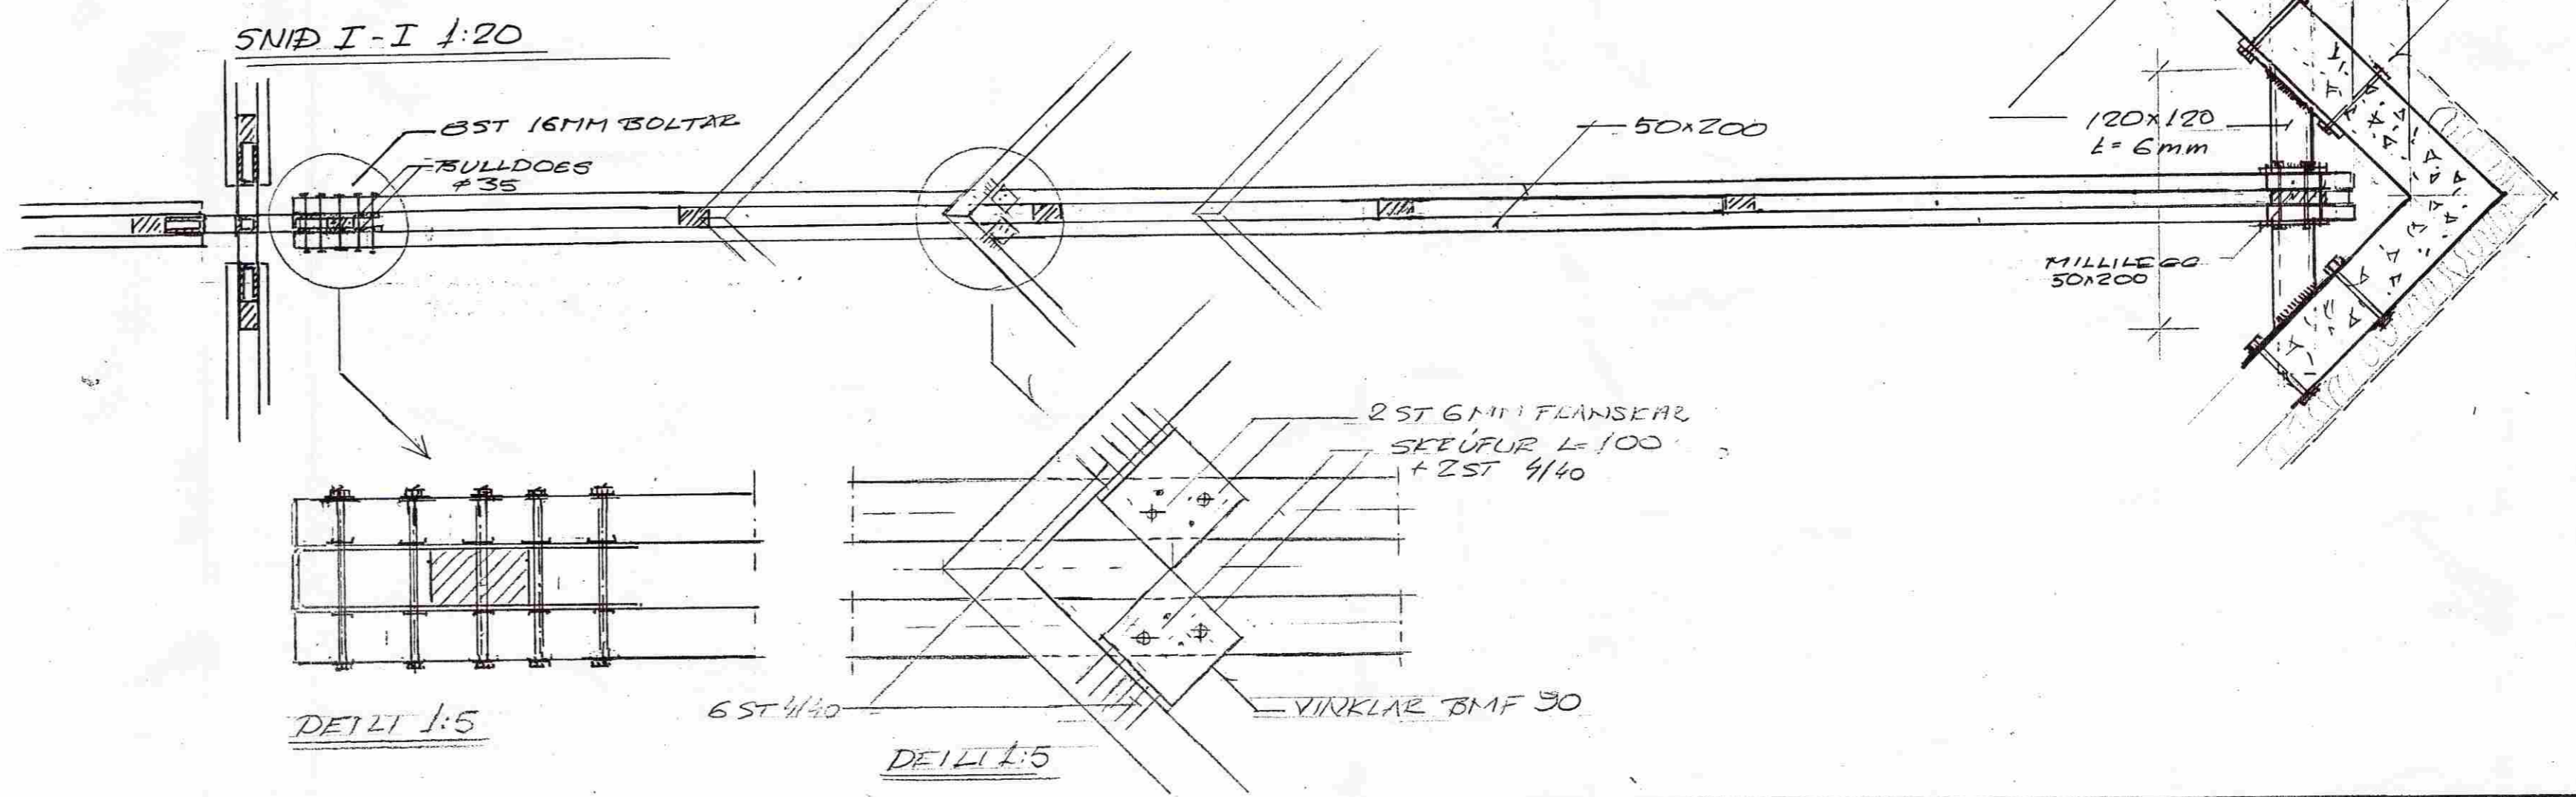 SNIÐ I-I 1:20
8ST 16MM BOLTAR
BULLDOGS
ø35
50x200
120x120
t=6mm
MILLILEGG
50x200
2 ST 6MM FLANSKAR
SKRÚFUR L=100
+ 2ST 4/40
6 ST 4/40
VINKLAR BMF 90
DEILI 1:5
DEILI 1:5